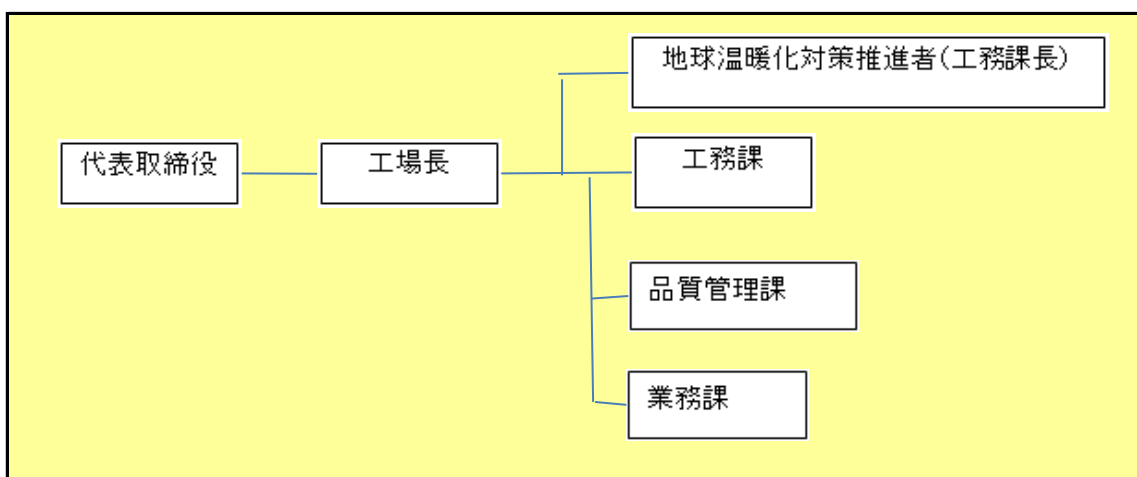 代表取締役
工場長
地球温暖化対策推進者(工務課長)
工務課
品質管理課
業務課